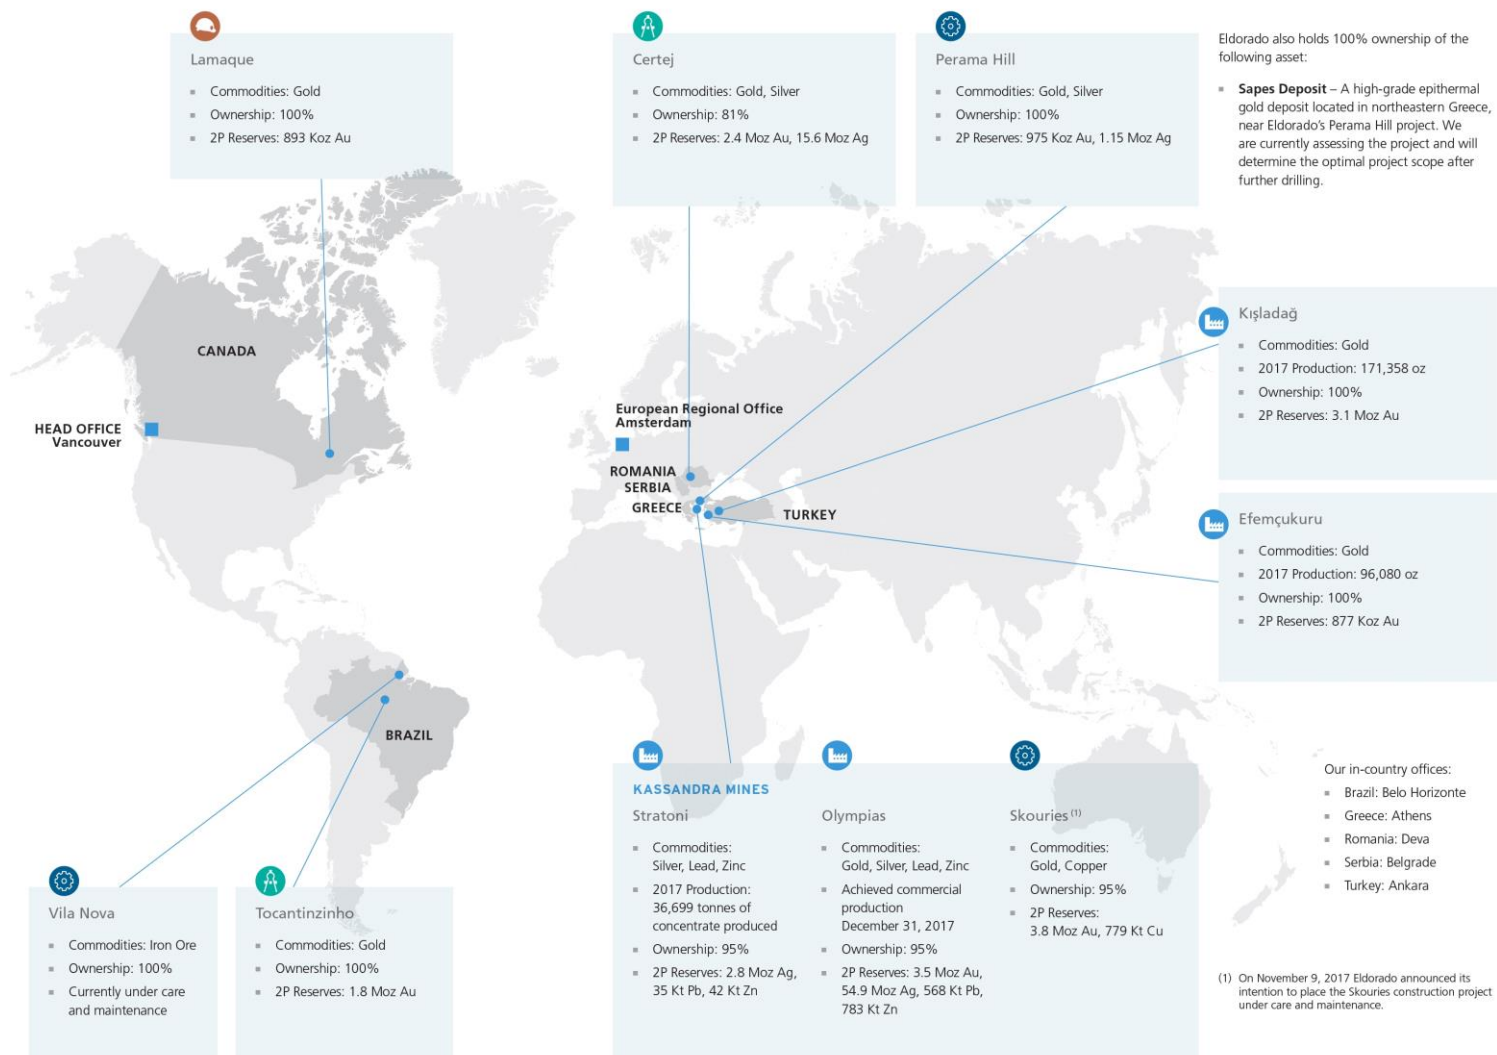 Lamaque
▪ Commodities: Gold
▪ Ownership: 100%
▪ 2P Reserves: 893 Koz Au
Certej
▪ Commodities: Gold, Silver
▪ Ownership: 81%
▪ 2P Reserves: 2.4 Moz Au, 15.6 Moz Ag
Perama Hill
▪ Commodities: Gold, Silver
▪ Ownership: 100%
▪ 2P Reserves: 975 Koz Au, 1.15 Moz Ag
Eldorado also holds 100% ownership of the
following asset:
▪ Sapes Deposit – A high-grade epithermal
gold deposit located in northeastern Greece,
near Eldorado's Perama Hill project. We
are currently assessing the project and will
determine the optimal project scope after
further drilling.
CANADA
HEAD OFFICE
Vancouver
European Regional Office
Amsterdam
ROMANIA
SERBIA
GREECE
TURKEY
BRAZIL
Kışladağ
▪ Commodities: Gold
▪ 2017 Production: 171,358 oz
▪ Ownership: 100%
▪ 2P Reserves: 3.1 Moz Au
Efemçukuru
▪ Commodities: Gold
▪ 2017 Production: 96,080 oz
▪ Ownership: 100%
▪ 2P Reserves: 877 Koz Au
Vila Nova
▪ Commodities: Iron Ore
▪ Ownership: 100%
▪ Currently under care
and maintenance
Tocantinzinho
▪ Commodities: Gold
▪ Ownership: 100%
▪ 2P Reserves: 1.8 Moz Au
KASSANDRA MINES
Stratoni
▪ Commodities:
Silver, Lead, Zinc
▪ 2017 Production:
36,699 tonnes of
concentrate produced
▪ Ownership: 95%
▪ 2P Reserves: 2.8 Moz Ag,
35 Kt Pb, 42 Kt Zn
Olympias
▪ Commodities:
Gold, Silver, Lead, Zinc
▪ Achieved commercial
production
December 31, 2017
▪ Ownership: 95%
▪ 2P Reserves: 3.5 Moz Au,
54.9 Moz Ag, 568 Kt Pb,
783 Kt Zn
Skouries (1)
▪ Commodities:
Gold, Copper
▪ Ownership: 95%
▪ 2P Reserves:
3.8 Moz Au, 779 Kt Cu
Our in-country offices:
▪ Brazil: Belo Horizonte
▪ Greece: Athens
▪ Romania: Deva
▪ Serbia: Belgrade
▪ Turkey: Ankara
(1) On November 9, 2017 Eldorado announced its
intention to place the Skouries construction project
under care and maintenance.